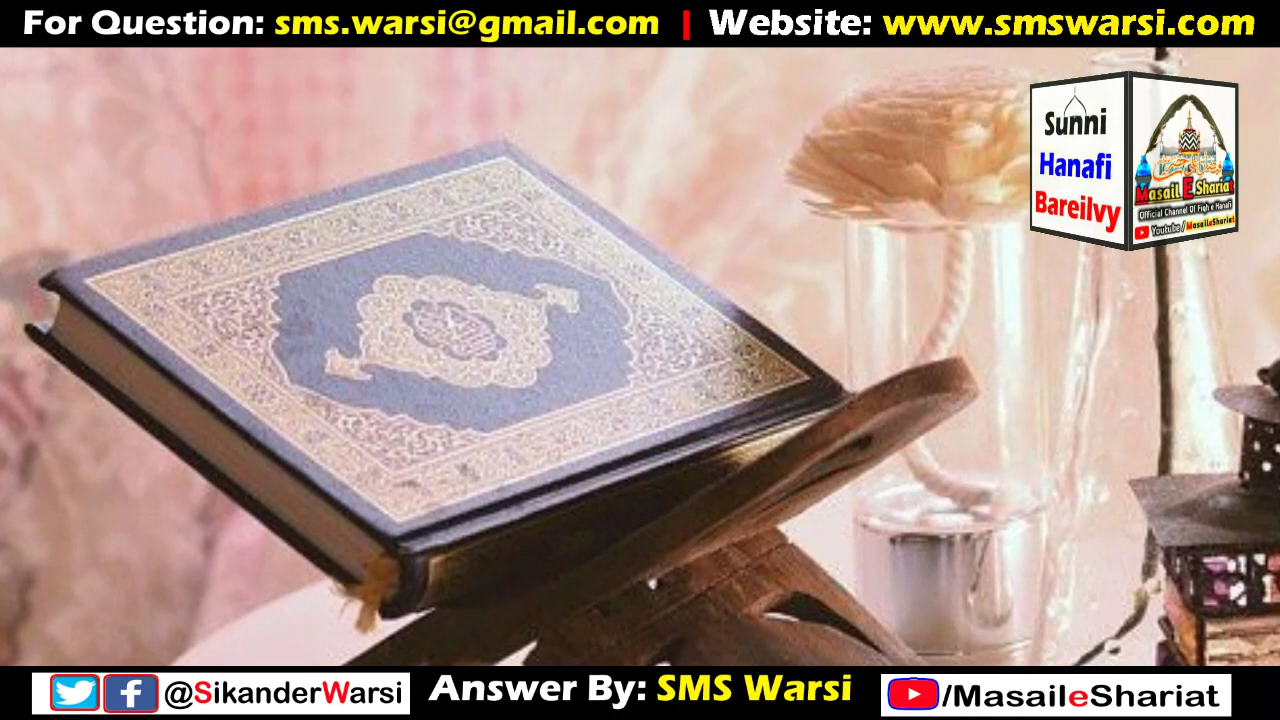 For Question: sms.warsi@gmail.com | Website: www.smswarsi.com
Sunni
Hanafi
Bareilvy
Masail E Shariat
Official Channel Of Fiqh e Hanafi
Youtube/MasaileShariat
@SikanderWarsi
Answer By: SMS Warsi
/MasaileShariat